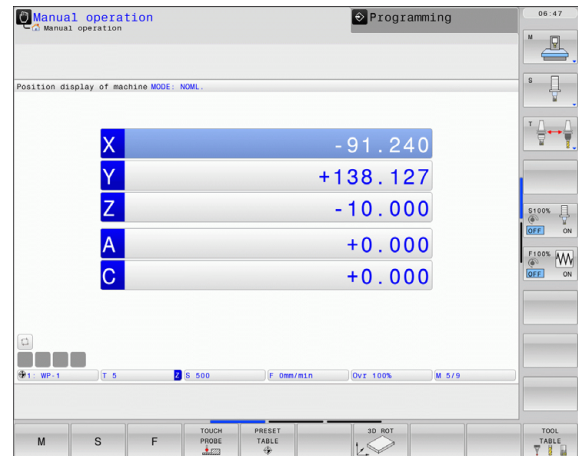 Manual operation
Manual operation
Programming
06:47
Position display of machine MODE: NOML.
X -91.240
Y +138.127
Z -10.000
A +0.000
C +0.000
M
S
T
S100%
OFF ON
F100%
OFF ON
1: WP-1 T 5 Z S 500 F 0mm/min Ovr 100% M 5/9
M S F TOUCH PROBE PRESET TABLE 3D ROT TOOL TABLE